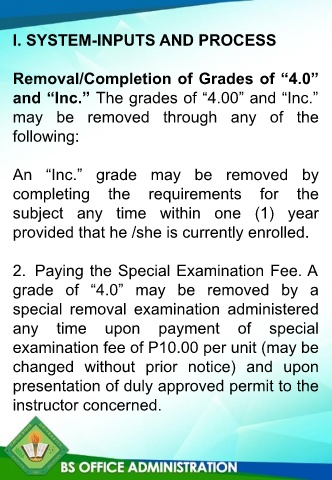 I. SYSTEM-INPUTS AND PROCESS
Removal/Completion of Grades of “4.0”
and “Inc.” The grades of “4.00” and “Inc.”
may be removed through any of the
following:
An “Inc.” grade may be removed by
completing the requirements for the
subject any time within one (1) year
provided that he /she is currently enrolled.
2. Paying the Special Examination Fee. A
grade of “4.0” may be removed by a
special removal examination administered
any time upon payment of special
examination fee of P10.00 per unit (may be
changed without prior notice) and upon
presentation of duly approved permit to the
instructor concerned.
BS OFFICE ADMINISTRATION